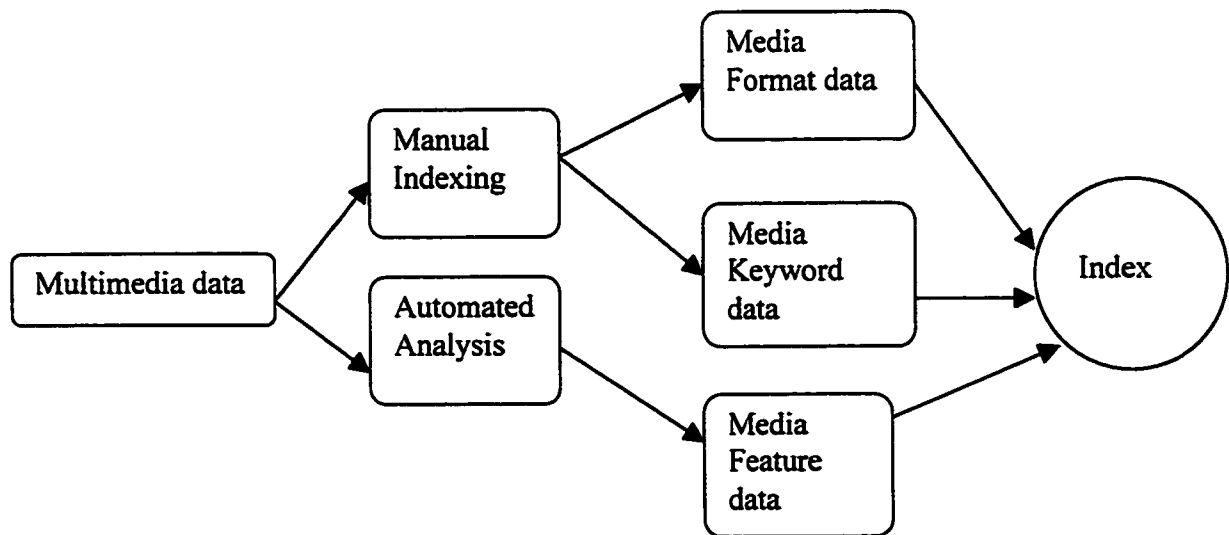 Multimedia data
Manual
Indexing
Automated
Analysis
Media
Format data
Media
Keyword
data
Media
Feature
data
Index